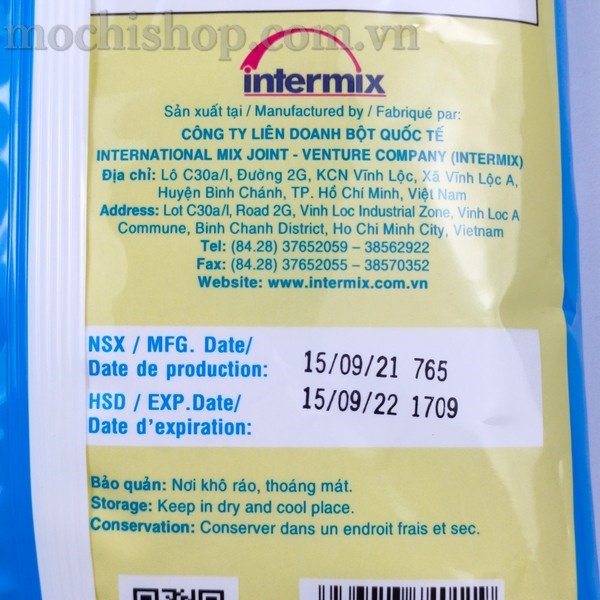 mochishop.com.vn
intermix
Sản xuất tại / Manufactured by / Fabriqué par:
CÔNG TY LIÊN DOANH BỘT QUỐC TẾ
INTERNATIONAL MIX JOINT - VENTURE COMPANY (INTERMIX)
Địa chỉ: Lô C30a/I, Đường 2G, KCN Vĩnh Lộc, Xã Vĩnh Lộc A,
Huyện Bình Chánh, TP. Hồ Chí Minh, Việt Nam
Address: Lot C30a/I, Road 2G, Vinh Loc Industrial Zone, Vinh Loc A
Commune, Binh Chanh District, Ho Chi Minh City, Vietnam
Tel: (84.28) 37652059 – 38562922
Fax: (84.28) 37652055 – 38570352
Website: www.intermix.com.vn
NSX / MFG. Date/
Date de production: 15/09/21 765
HSD / EXP.Date/ 15/09/22 1709
Date d'expiration:
Bảo quản: Nơi khô ráo, thoáng mát.
Storage: Keep in dry and cool place.
Conservation: Conserver dans un endroit frais et sec.